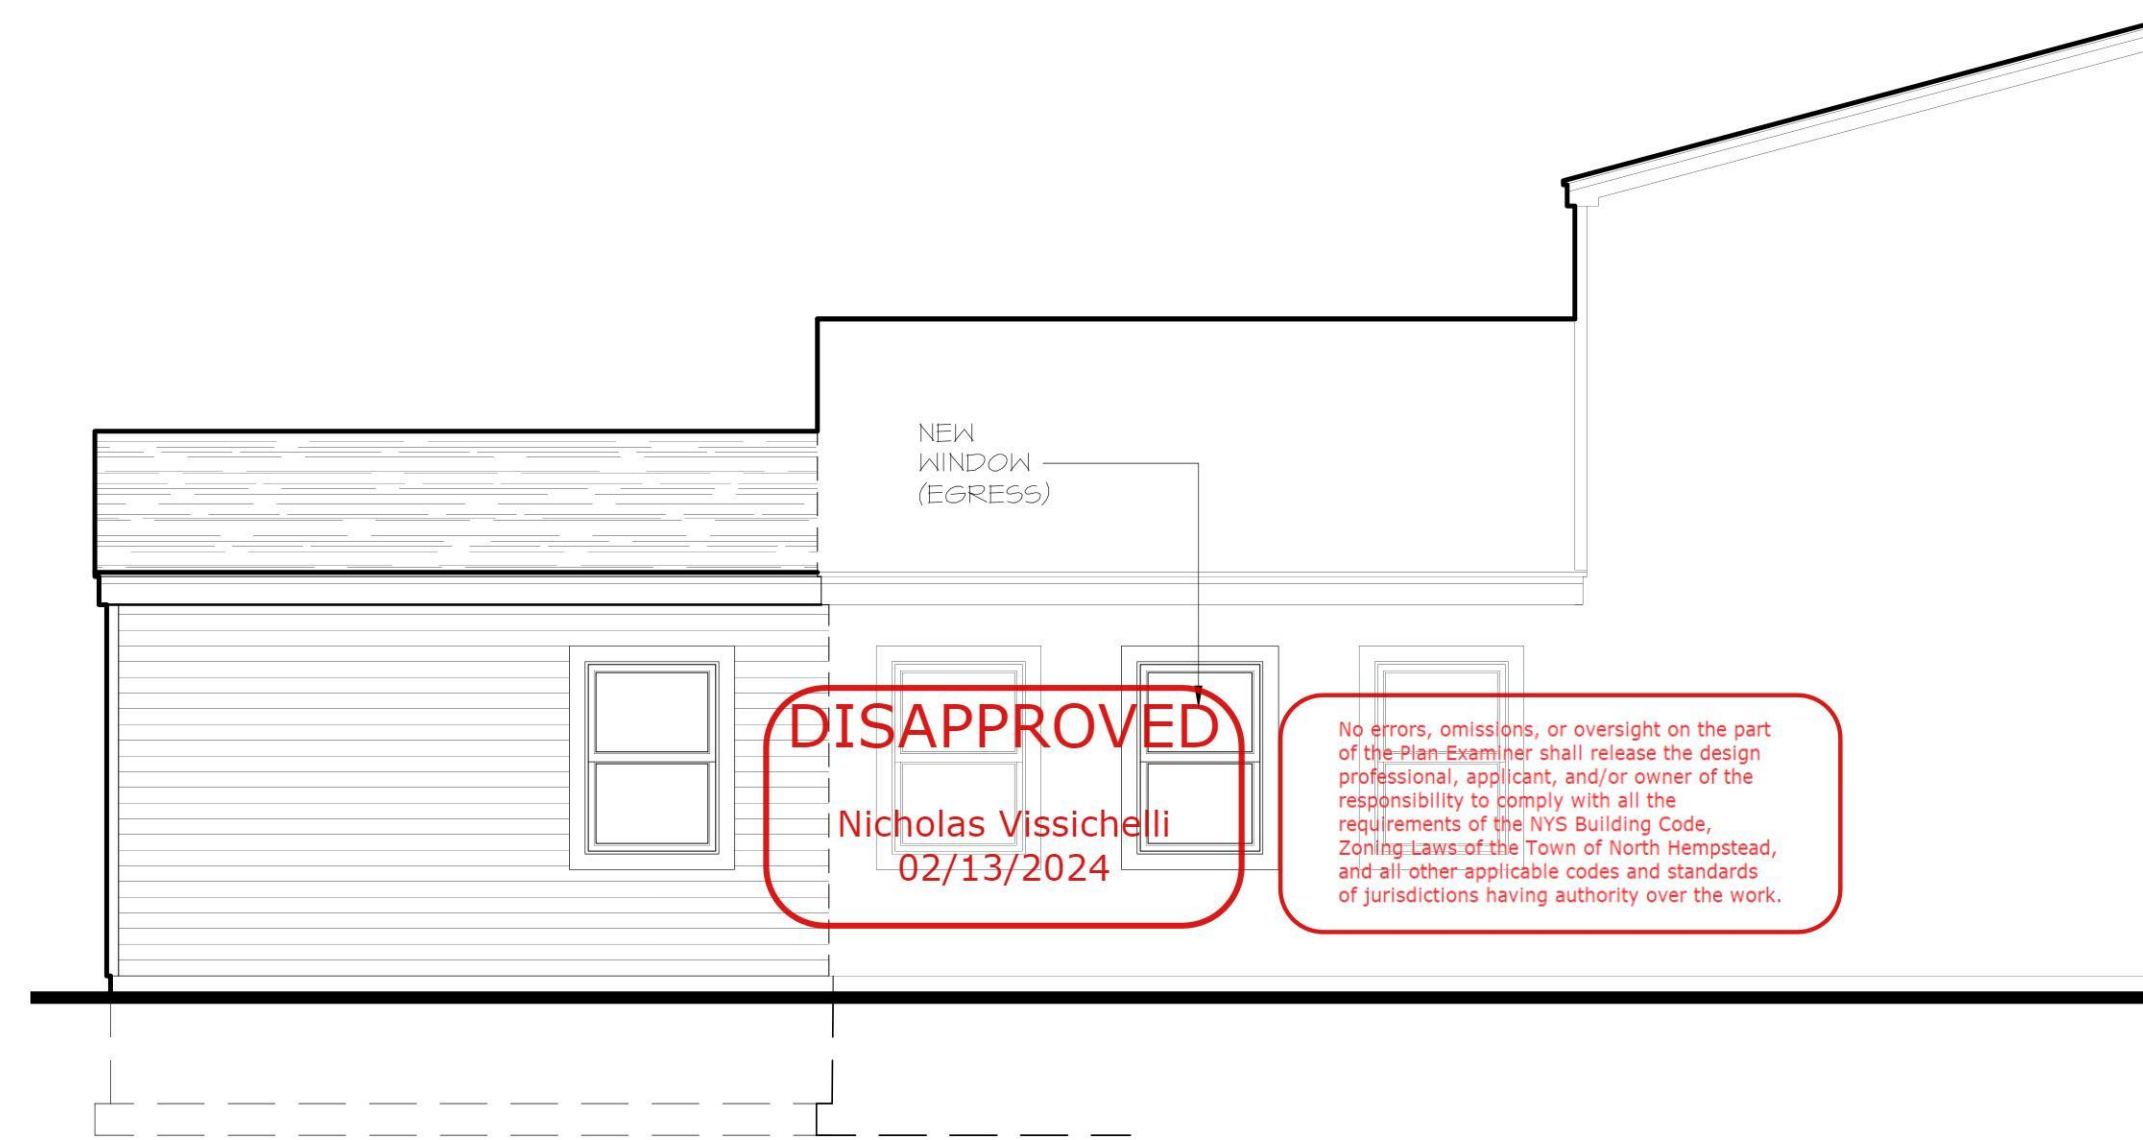 NEW
WINDOW
(EGRESS)
DISAPPROVED
Nicholas Vissichelli
02/13/2024
No errors, omissions, or oversight on the part
of the Plan Examiner shall release the design
professional, applicant, and/or owner of the
responsibility to comply with all the
requirements of the NYS Building Code,
Zoning Laws of the Town of North Hempstead,
and all other applicable codes and standards
of jurisdictions having authority over the work.